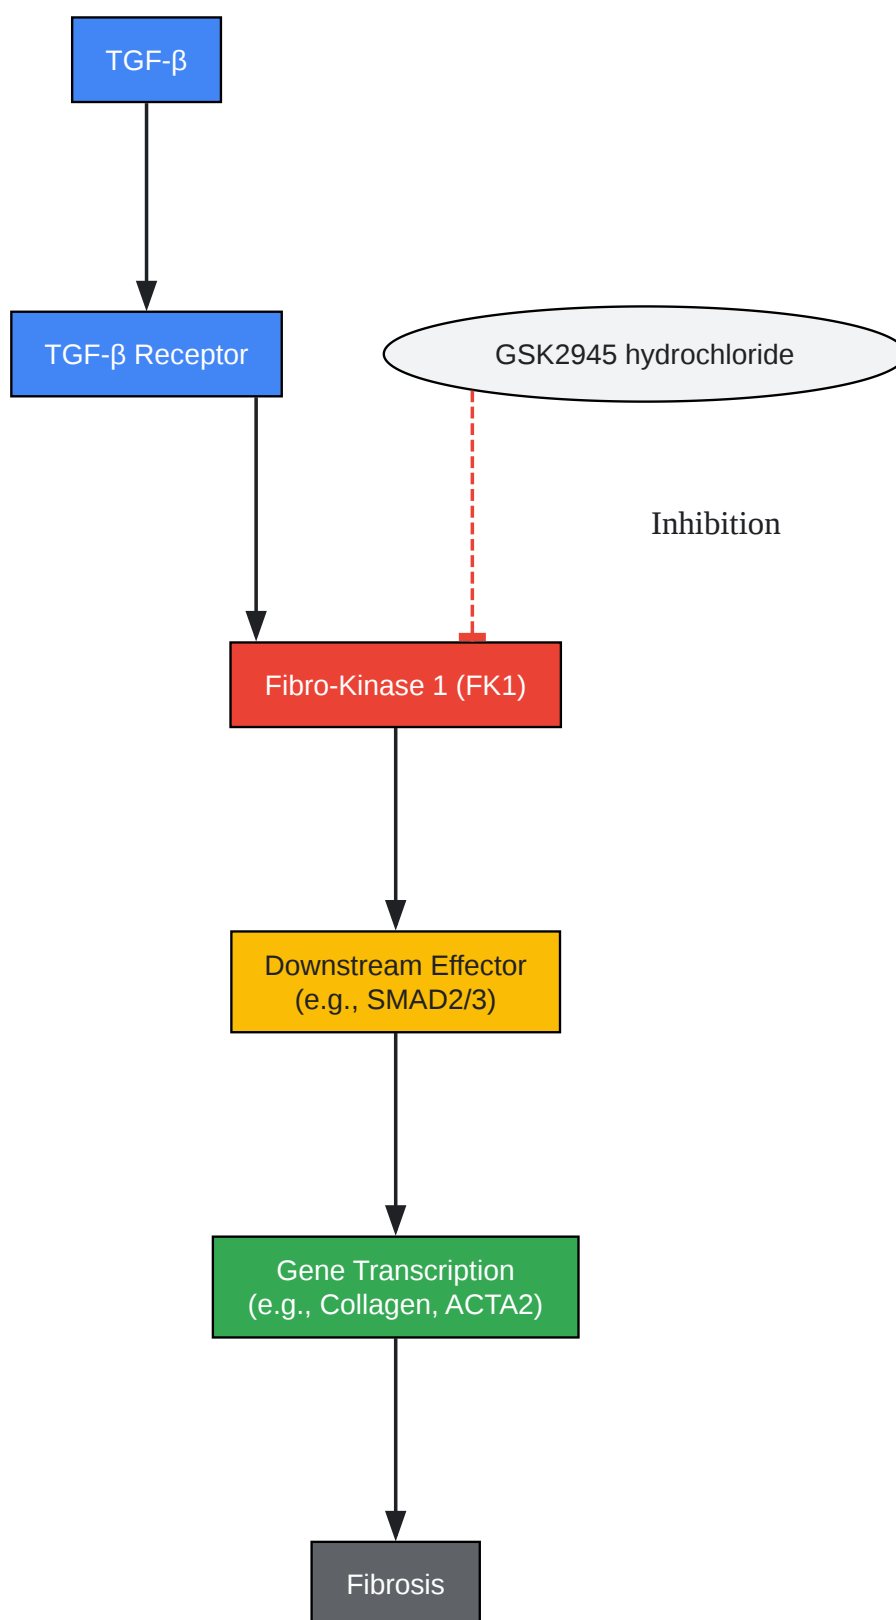 TGF-β
TGF-β Receptor
GSK2945 hydrochloride
Inhibition
Fibro-Kinase 1 (FK1)
Downstream Effector
(e.g., SMAD2/3)
Gene Transcription
(e.g., Collagen, ACTA2)
Fibrosis